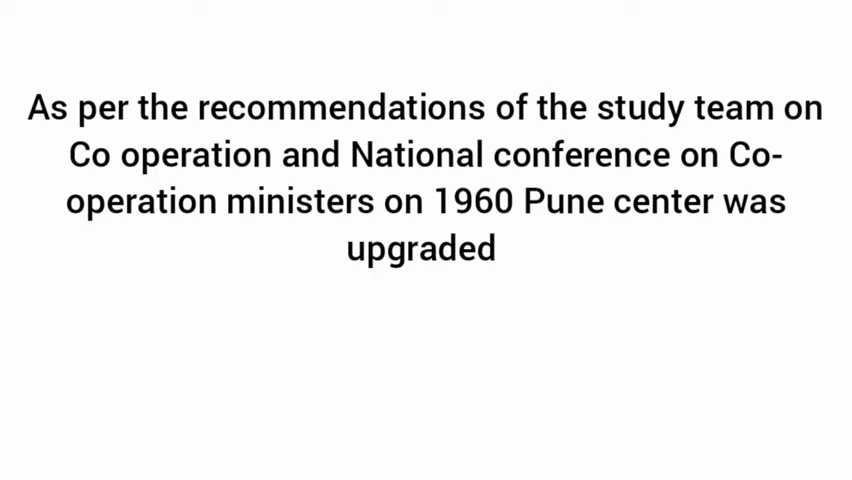 As per the recommendations of the study team on
Co operation and National conference on Co-
operation ministers on 1960 Pune center was
upgraded